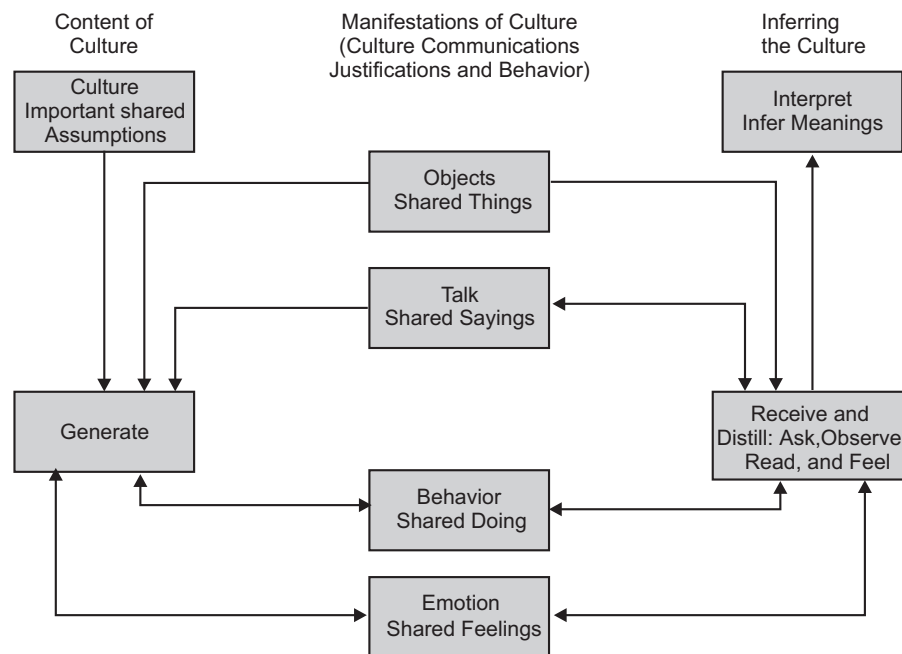 Content of
Culture
Manifestations of Culture
(Culture Communications
Justifications and Behavior)
Inferring
the Culture
Culture
Important shared
Assumptions
Interpret
Infer Meanings
Objects
Shared Things
Talk
Shared Sayings
Generate
Receive and
Distill: Ask,Observe
Read, and Feel
Behavior
Shared Doing
Emotion
Shared Feelings